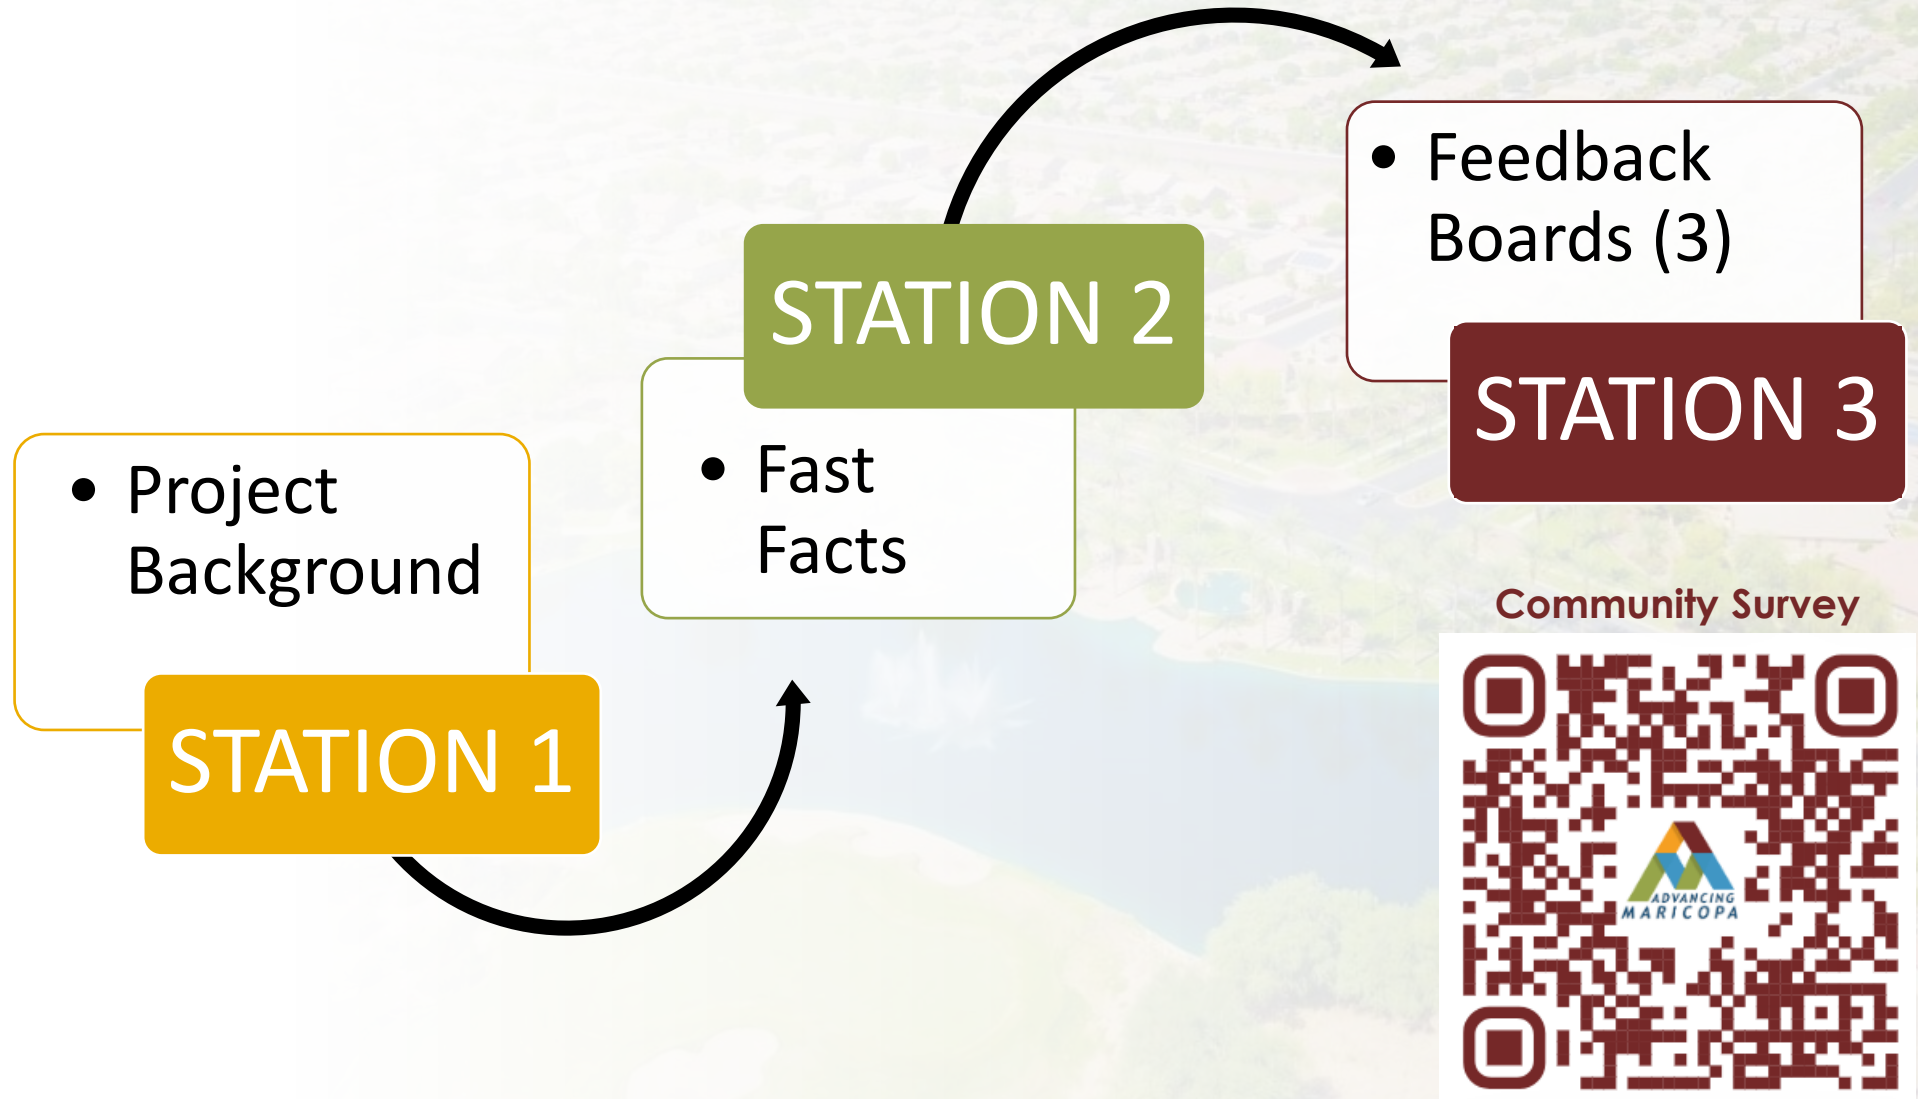 • Project
Background
STATION 1
STATION 2
• Fast
Facts
• Feedback
Boards (3)
STATION 3
Community Survey
ADVANCING
MARICOPA